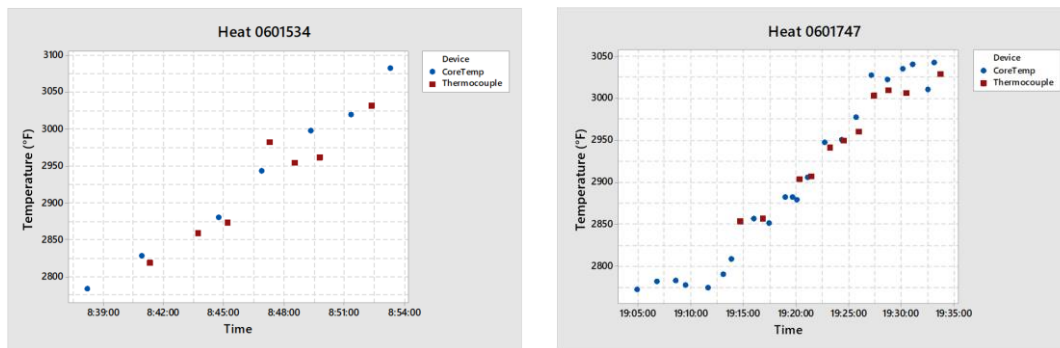 Heat 0601534
3100
3050
3000
2950
2900
2850
2800
Temperature (°F)
8:39:00 8:42:00 8:45:00 8:48:00 8:51:00 8:54:00
Time
Device
CoreTemp
Thermocouple
Heat 0601747
3050
3000
2950
2900
2850
2800
Temperature (°F)
19:05:00 19:10:00 19:15:00 19:20:00 19:25:00 19:30:00 19:35:00
Time
Device
CoreTemp
Thermocouple